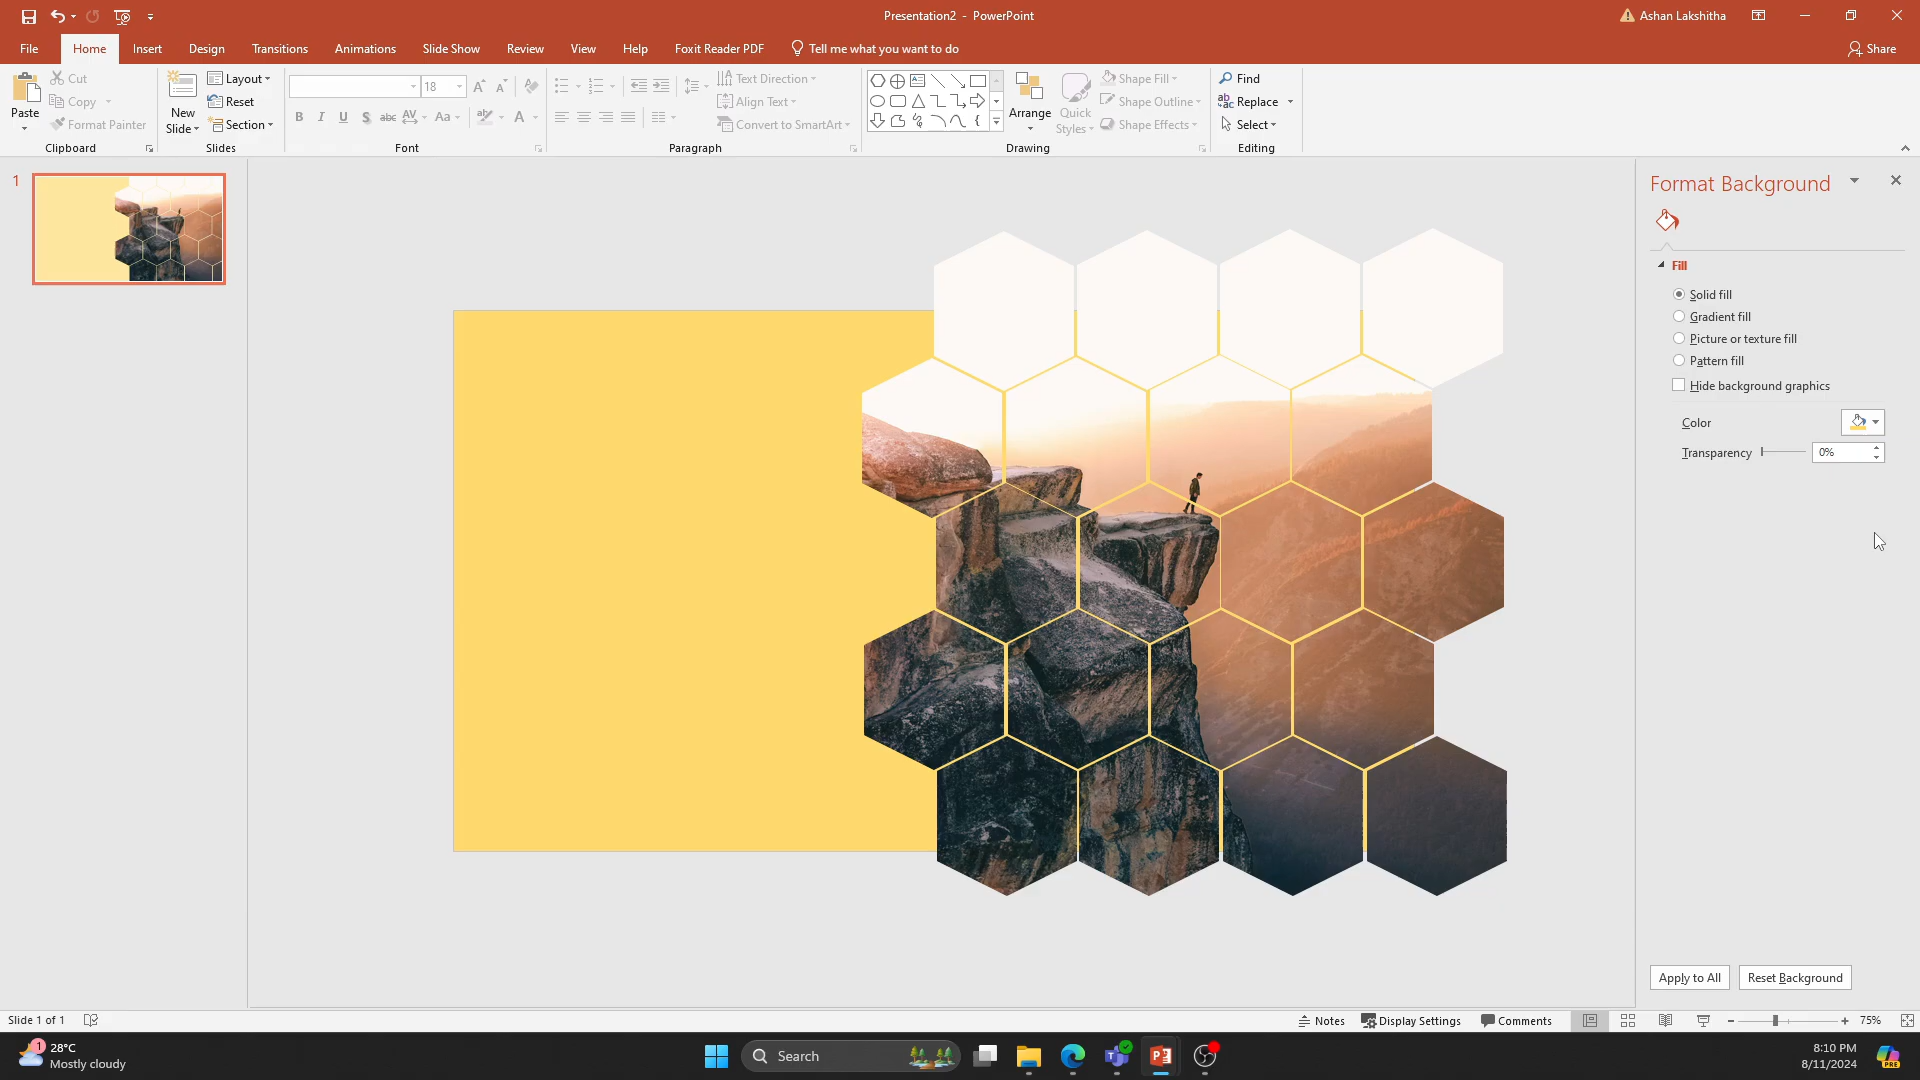 Presentation2 - PowerPoint
Ashan Lakshitha
File Home Insert Design Transitions Animations Slide Show Review View Help Foxit Reader PDF Tell me what you want to do Share
Paste
Cut
Copy
Format Painter
Clipboard
New Slide
Layout
Reset
Section
Slides
18
B I U S abc AV Aa A
Font
Text Direction
Align Text
Convert to SmartArt
Paragraph
Arrange
Quick Styles
Shape Fill
Shape Outline
Shape Effects
Drawing
Find
Replace
Select
Editing
1
Format Background
Fill
Solid fill
Gradient fill
Picture or texture fill
Pattern fill
Hide background graphics
Color
Transparency 0%
Apply to All Reset Background
Slide 1 of 1 Notes Display Settings Comments 75%
1
28°C
Mostly cloudy
Search
8:10 PM
8/11/2024
PRE